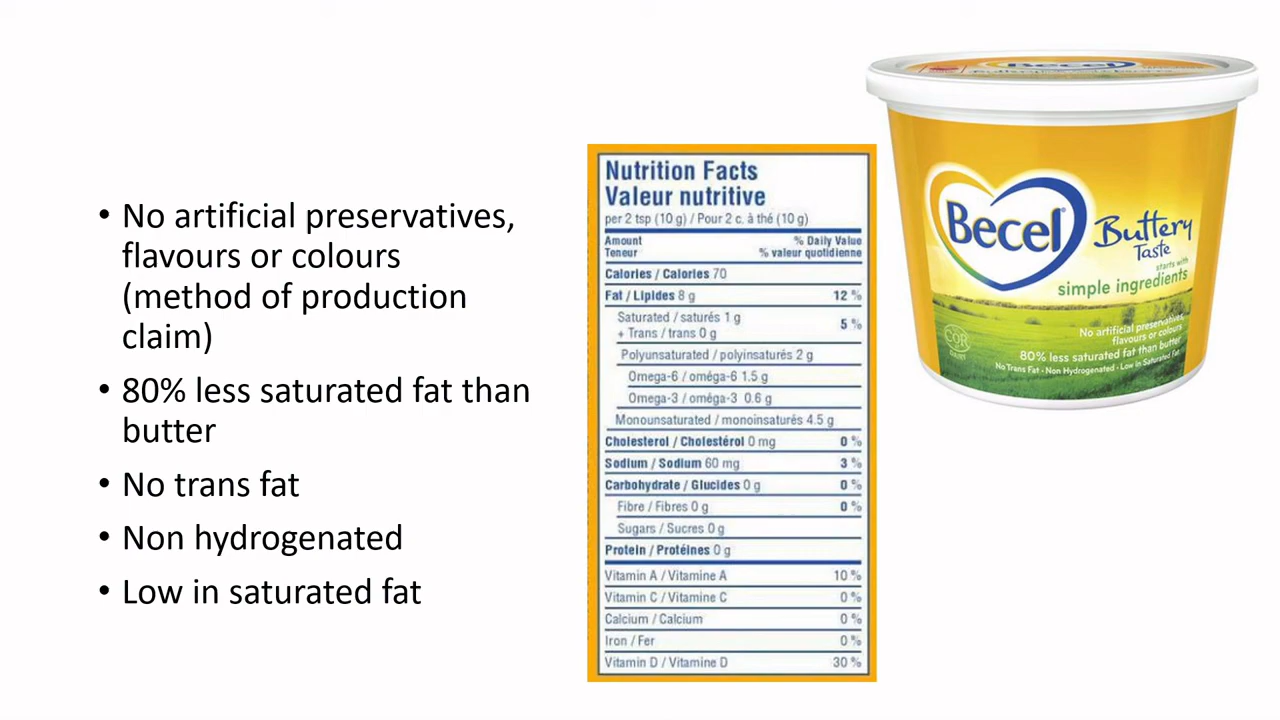 • No artificial preservatives,
flavours or colours
(method of production
claim)
• 80% less saturated fat than
butter
• No trans fat
• Non hydrogenated
• Low in saturated fat
Nutrition Facts
Valeur nutritive
per 2 tsp (10 g) / Pour 2 c. à thé (10 g)
Amount % Daily Value
Teneur % valeur quotidienne
Calories / Calories 70
Fat / Lipides 8 g 12 %
Saturated / saturés 1 g
+ Trans / trans 0 g 5 %
Polyunsaturated / polyinsaturés 2 g
Omega-6 / oméga-6 1.5 g
Omega-3 / oméga-3 0.6 g
Monounsaturated / monoinsaturés 4.5 g
Cholesterol / Cholestérol 0 mg 0 %
Sodium / Sodium 60 mg 3 %
Carbohydrate / Glucides 0 g 0 %
Fibre / Fibres 0 g 0 %
Sugars / Sucres 0 g
Protein / Protéines 0 g
Vitamin A / Vitamine A 10 %
Vitamin C / Vitamine C 0 %
Calcium / Calcium 0 %
Iron / Fer 0 %
Vitamin D / Vitamine D 30 %
Becel
Becel®
Buttery
Taste
starts with
simple ingredients
No artificial preservatives,
flavours or colours
80% less saturated fat than butter
No Trans Fat • Non Hydrogenated • Low in Saturated Fat
COR